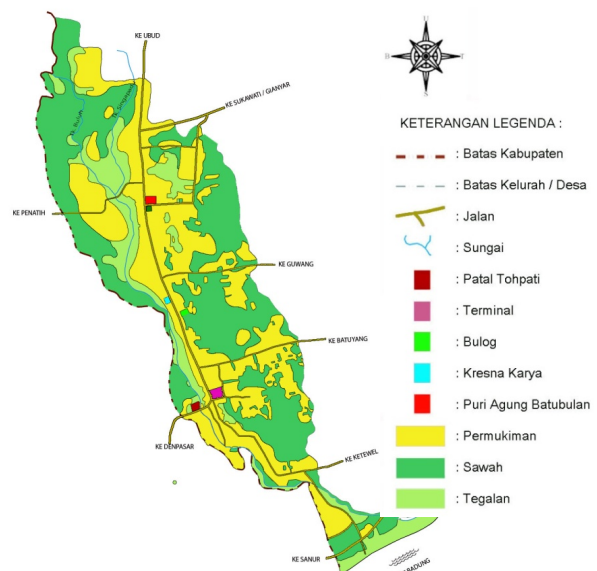 U
B
T
S
KE UBUD
KE SUKAWATI / GIANYAR
KE PENATIH
KE GUWANG
KE BATUYANG
KE DENPASAR
KE KETEWEL
KE SANUR
BADUNG
KETERANGAN LEGENDA :
: Batas Kabupaten
: Batas Kelurah / Desa
: Jalan
: Sungai
: Patal Tohpati
: Terminal
: Bulog
: Kresna Karya
: Puri Agung Batubulan
: Permukiman
: Sawah
: Tegalan